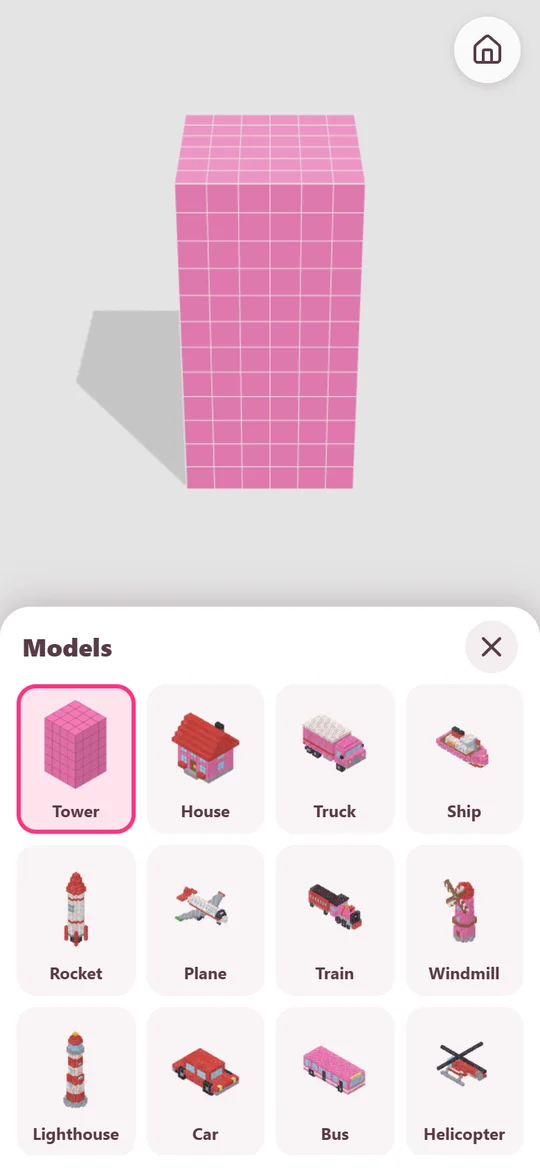 Models
Tower
House
Truck
Ship
Rocket
Plane
Train
Windmill
Lighthouse
Car
Bus
Helicopter